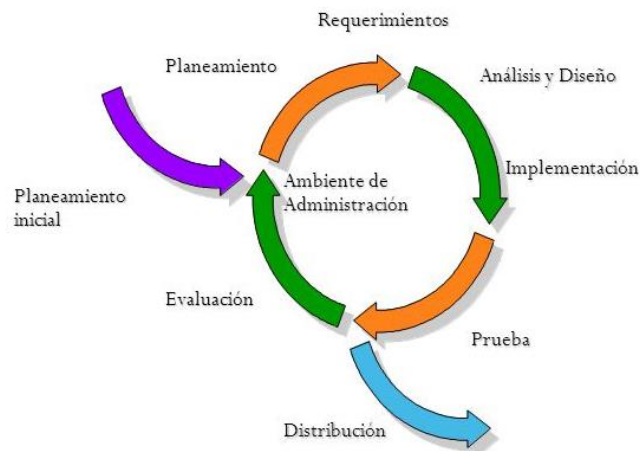 Requerimientos
Planeamiento
Análisis y Diseño
Implementación
Planeamiento
inicial
Ambiente de
Administración
Evaluación
Prueba
Distribución